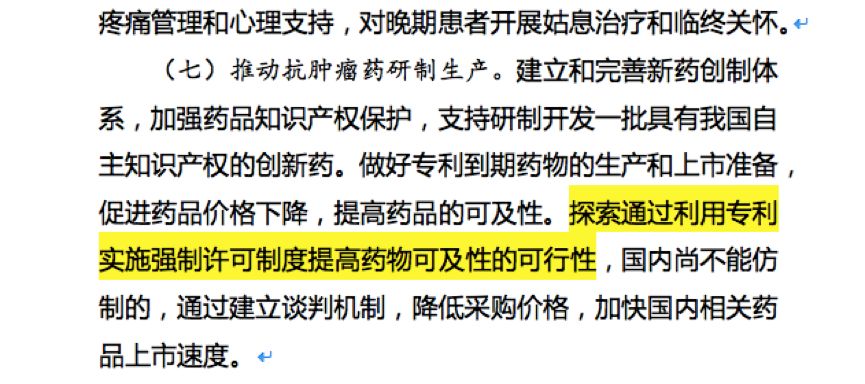 疼痛管理和心理支持，对晚期患者开展姑息治疗和临终关怀。
（七）推动抗肿瘤药研制生产。建立和完善新药创制体
系，加强药品知识产权保护，支持研制开发一批具有我国自
主知识产权的创新药。做好专利到期药物的生产和上市准备，
促进药品价格下降，提高药品的可及性。探索通过利用专利
实施强制许可制度提高药物可及性的可行性，国内尚不能仿
制的，通过建立谈判机制，降低采购价格，加快国内相关药
品上市速度。